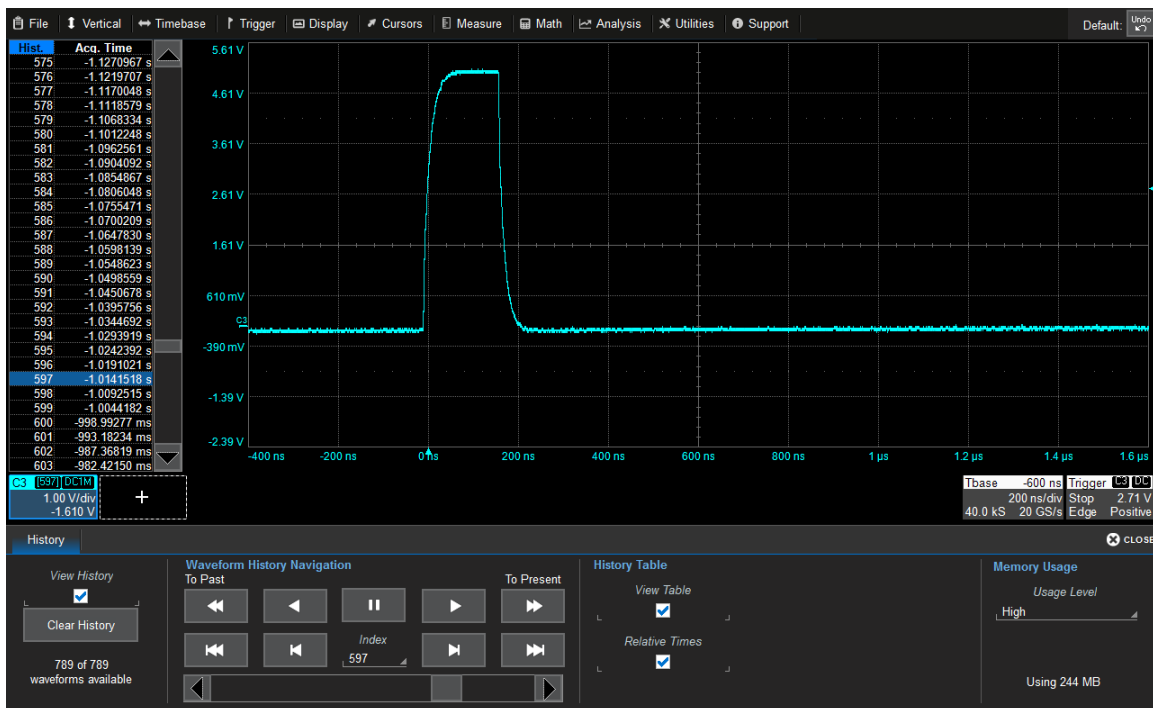 File Vertical Timebase Trigger Display Cursors Measure Math Analysis Utilities Support Default: Undo
Hist. Acq. Time
575 -1.1270967 s
576 -1.1219707 s
577 -1.1170048 s
578 -1.1118579 s
579 -1.1068334 s
580 -1.1012248 s
581 -1.0962561 s
582 -1.0904092 s
583 -1.0854867 s
584 -1.0806048 s
585 -1.0755471 s
586 -1.0700209 s
587 -1.0647830 s
588 -1.0598139 s
589 -1.0548623 s
590 -1.0498559 s
591 -1.0450678 s
592 -1.0395756 s
593 -1.0344692 s
594 -1.0293919 s
595 -1.0242392 s
596 -1.0191021 s
597 -1.0141518 s
598 -1.0092515 s
599 -1.0044182 s
600 -998.99277 ms
601 -993.18234 ms
602 -987.36819 ms
603 -982.42150 ms
5.61 V
4.61 V
3.61 V
2.61 V
1.61 V
610 mV
C3
-390 mV
-1.39 V
-2.39 V
-400 ns -200 ns 0 ns 200 ns 400 ns 600 ns 800 ns 1 µs 1.2 µs 1.4 µs 1.6 µs
C3 [597] DC1M
1.00 V/div
-1.610 V
+
Tbase -600 ns Trigger C3 DC
200 ns/div Stop 2.71 V
40.0 kS 20 GS/s Edge Positive
History CLOSE
View History
Clear History
789 of 789
waveforms available
Waveform History Navigation
To Past To Present
Index
597
History Table
View Table
Relative Times
Memory Usage
Usage Level
High
Using 244 MB